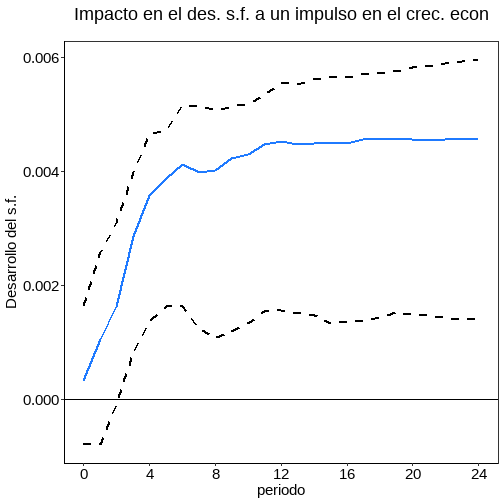 Impacto en el des. s.f. a un impulso en el crec. econ
0.006
0.004
0.002
0.000
Desarrollo del s.f.
0 4 8 12 16 20 24
periodo